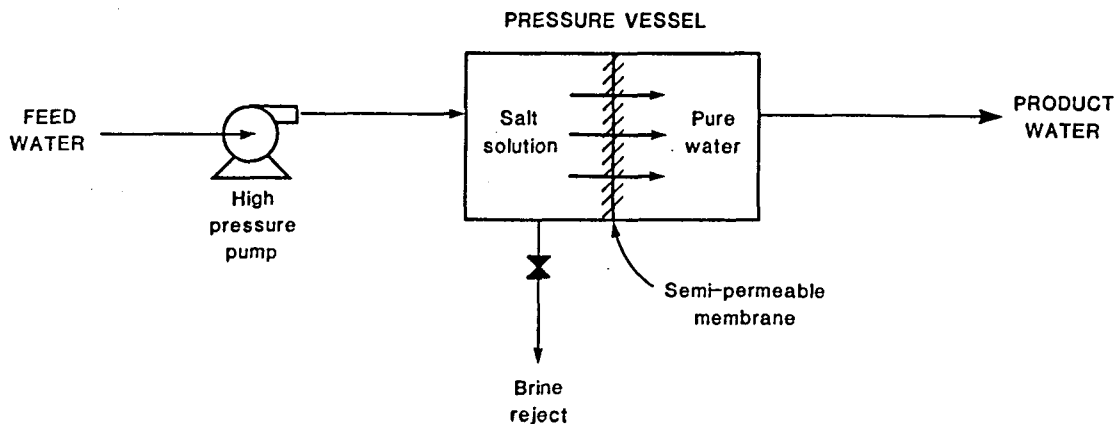 PRESSURE VESSEL
FEED
WATER
High
pressure
pump
Salt
solution
Pure
water
PRODUCT
WATER
Semi-permeable
membrane
Brine
reject